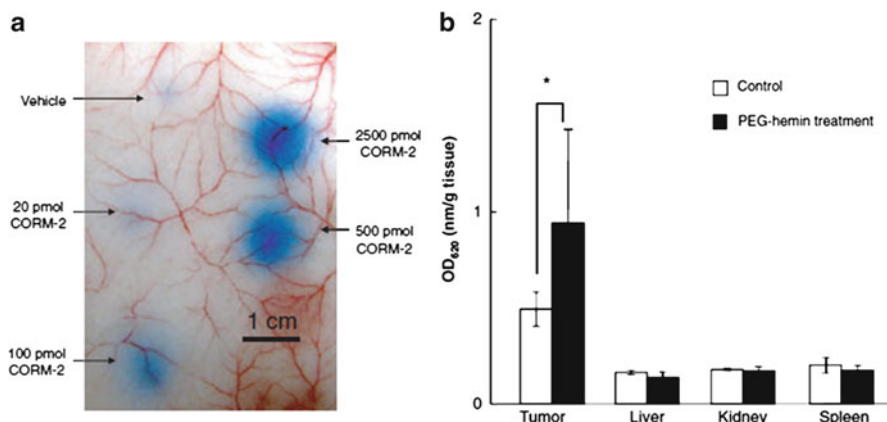 a
Vehicle
2500 pmol
CORM-2
20 pmol
CORM-2
500 pmol
CORM-2
1 cm
100 pmol
CORM-2
b
2
*
Control
PEG-hemin treatment
OD620 (nm/g tissue)
1
0
Tumor
Liver
Kidney
Spleen